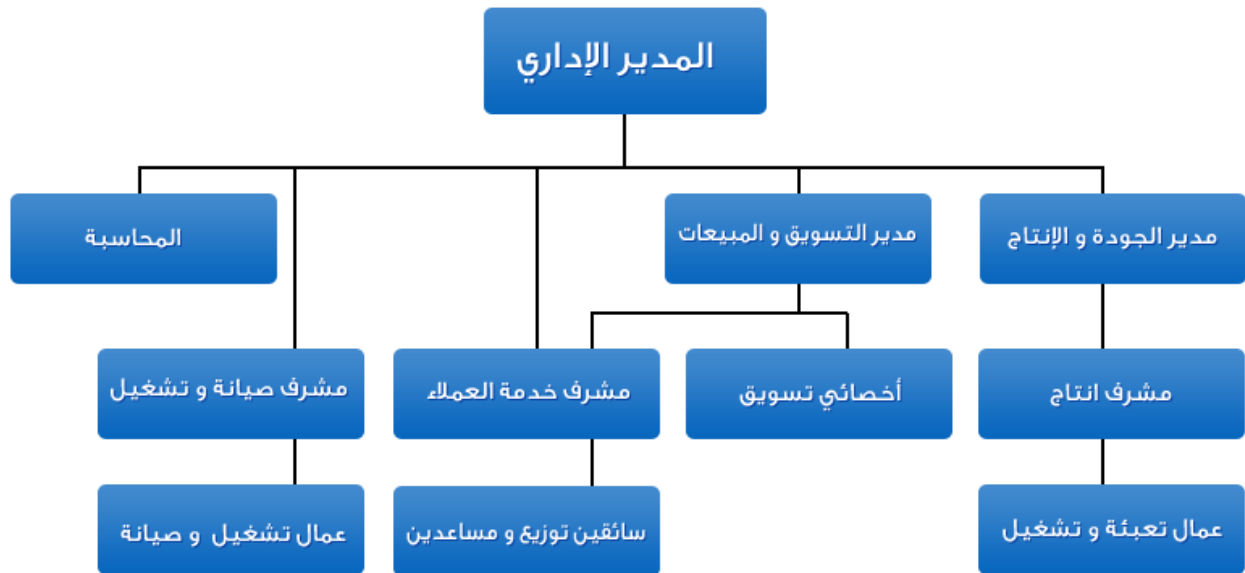 المدير الإداري
مدير الجودة و الإنتاج
مدير التسويق و المبيعات
المحاسبة
مشرف انتاج
أخصائي تسويق
مشرف خدمة العملاء
مشرف صيانة و تشغيل
عمال تعبئة و تشغيل
سائقين توزيع و مساعدين
عمال تشغيل و صيانة